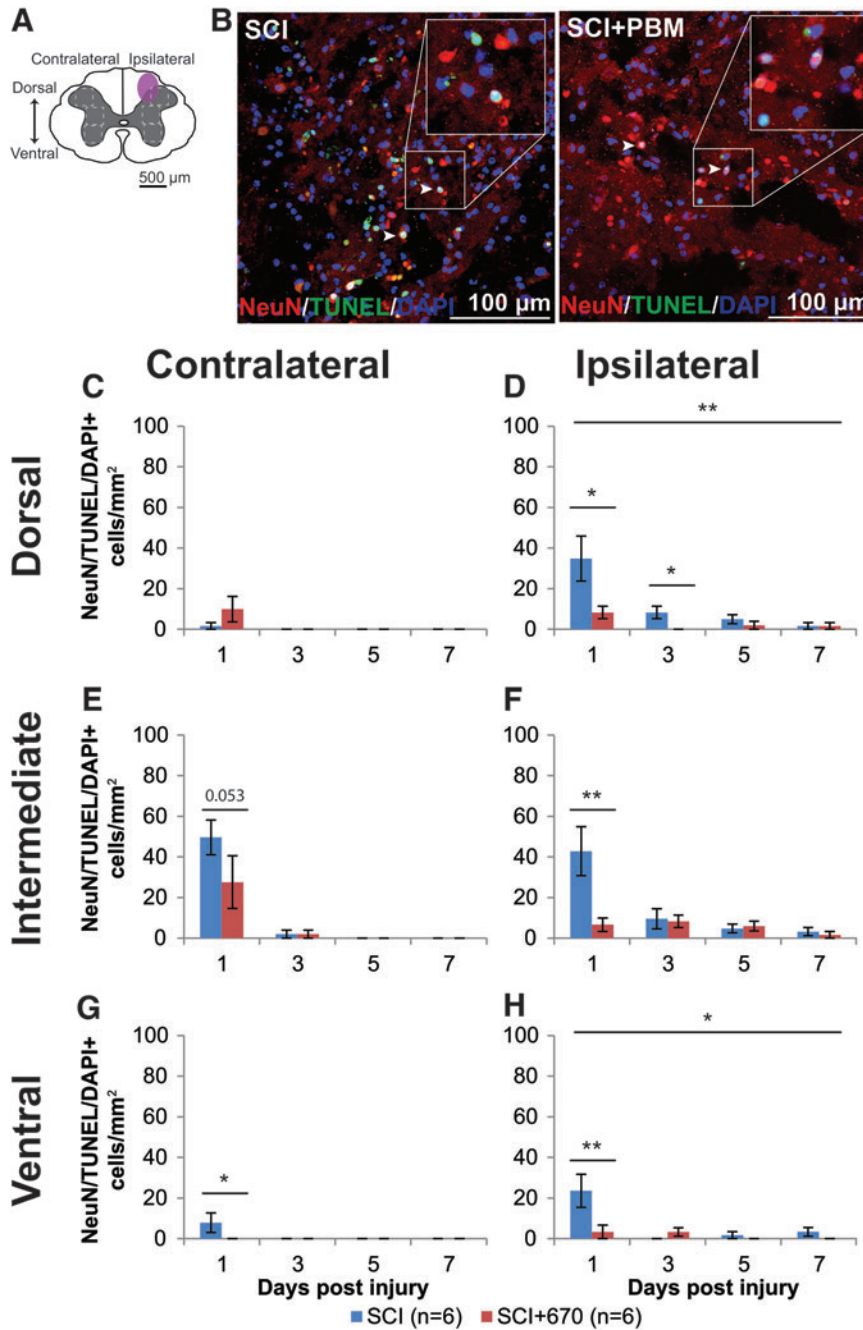 A
Contralateral Ipsilateral
Dorsal
Ventral
500 µm
B
SCI
NeuN/TUNEL/DAPI
100 µm
SCI+PBM
NeuN/TUNEL/DAPI
100 µm
Contralateral
Ipsilateral
Dorsal
C
NeuN/TUNEL/DAPI+
cells/mm²
100
80
60
40
20
0
1 3 5 7
D
100
80
60
40
20
0
**
*
*
1 3 5 7
Intermediate
E
NeuN/TUNEL/DAPI+
cells/mm²
100
80
60
40
20
0
0.053
1 3 5 7
F
100
80
60
40
20
0
**
1 3 5 7
Ventral
G
NeuN/TUNEL/DAPI+
cells/mm²
100
80
60
40
20
0
*
1 3 5 7
Days post injury
H
100
80
60
40
20
0
*
**
1 3 5 7
Days post injury
SCI (n=6) SCI+670 (n=6)